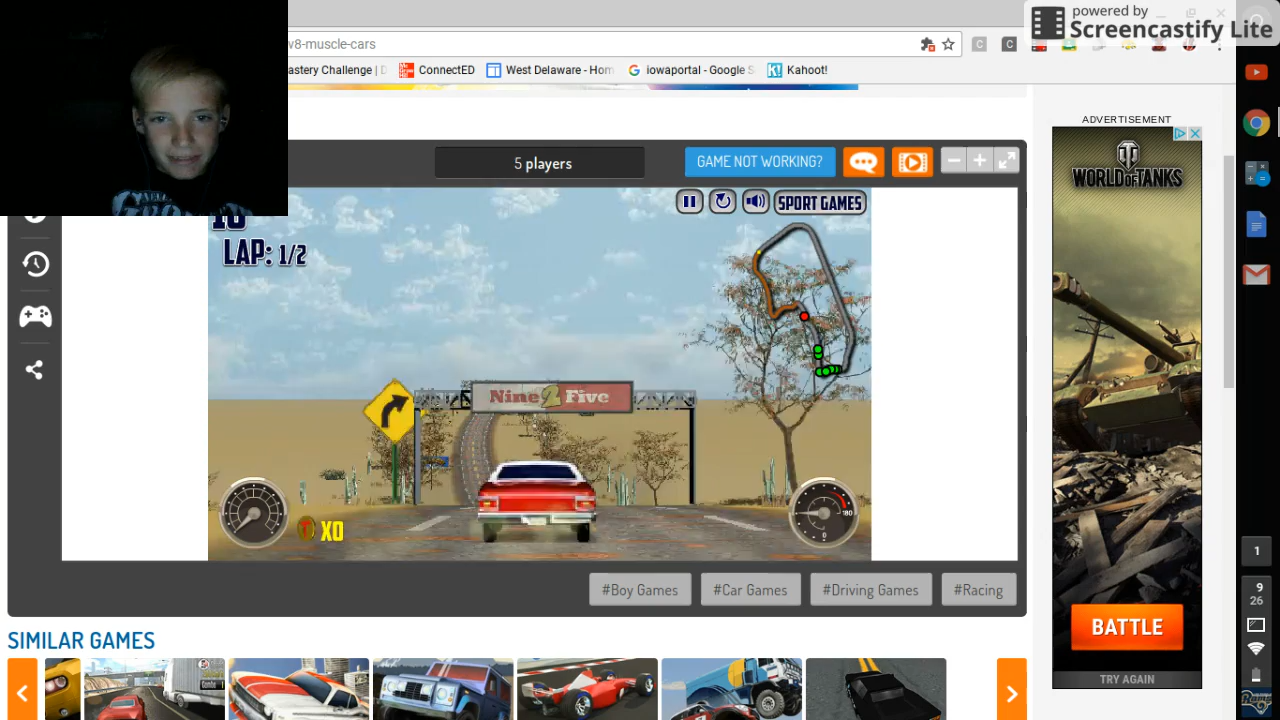 powered by
Screencastify Lite
v8-muscle-cars
astery Challenge | D
ConnectED
West Delaware - Hom
iowaportal - Google S
Kahoot!
ADVERTISEMENT
5 players
GAME NOT WORKING?
WORLD OF TANKS
SPORT GAMES
LAP: 1/2
Nine 2 Five
180
0
X0
#Boy Games
#Car Games
#Driving Games
#Racing
BATTLE
TRY AGAIN
SIMILAR GAMES
1
9
26